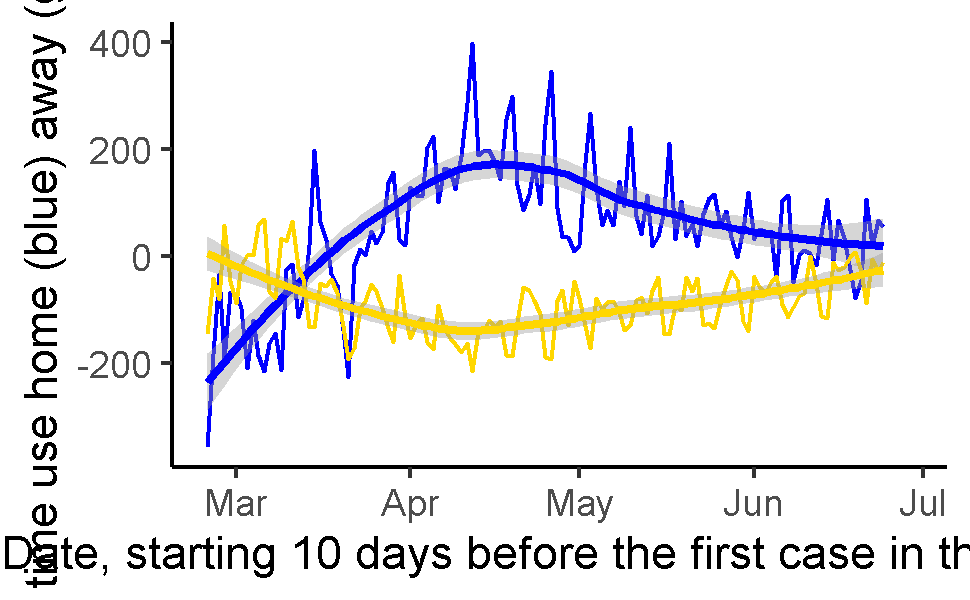 time use home (blue) away (
400
200
0
-200
Mar Apr May Jun Jul
Date, starting 10 days before the first case in th